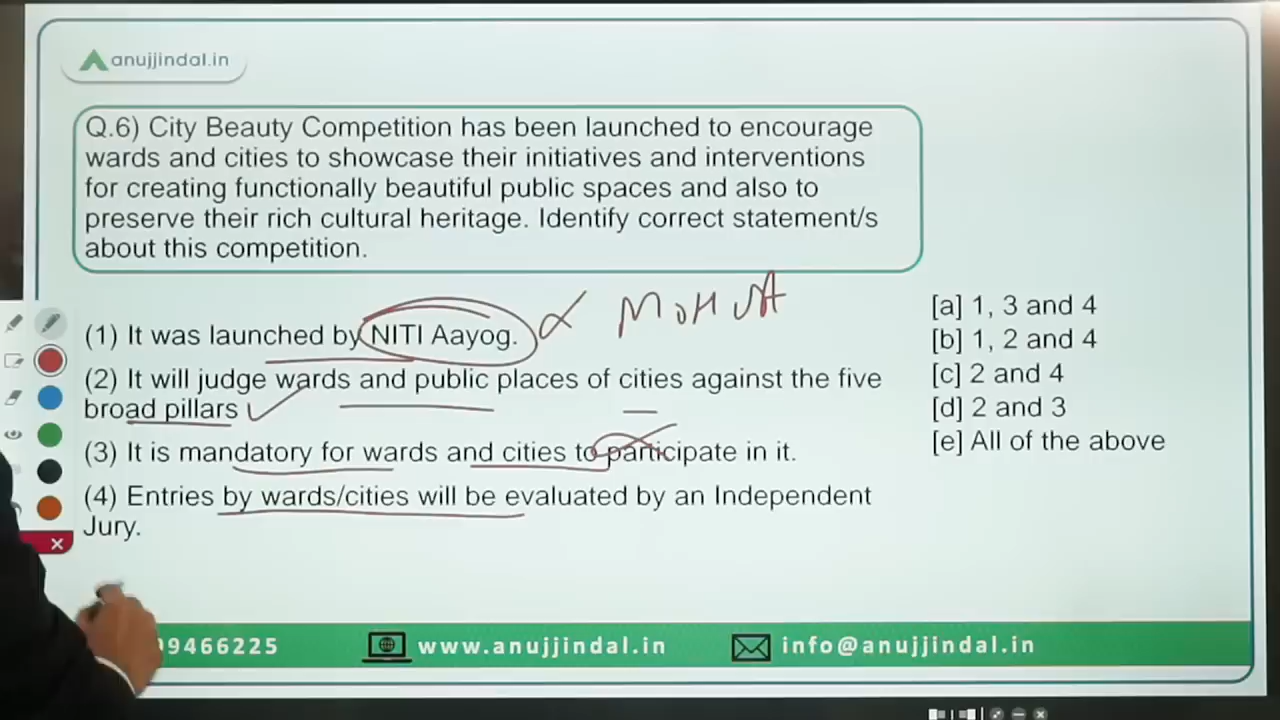 anujjindal.in
Q.6) City Beauty Competition has been launched to encourage
wards and cities to showcase their initiatives and interventions
for creating functionally beautiful public spaces and also to
preserve their rich cultural heritage. Identify correct statement/s
about this competition.
MoHUA
(1) It was launched by NITI Aayog.
(2) It will judge wards and public places of cities against the five
broad pillars
(3) It is mandatory for wards and cities to participate in it.
(4) Entries by wards/cities will be evaluated by an Independent
Jury.
[a] 1, 3 and 4
[b] 1, 2 and 4
[c] 2 and 4
[d] 2 and 3
[e] All of the above
9466225
www.anujjindal.in
info@anujjindal.in